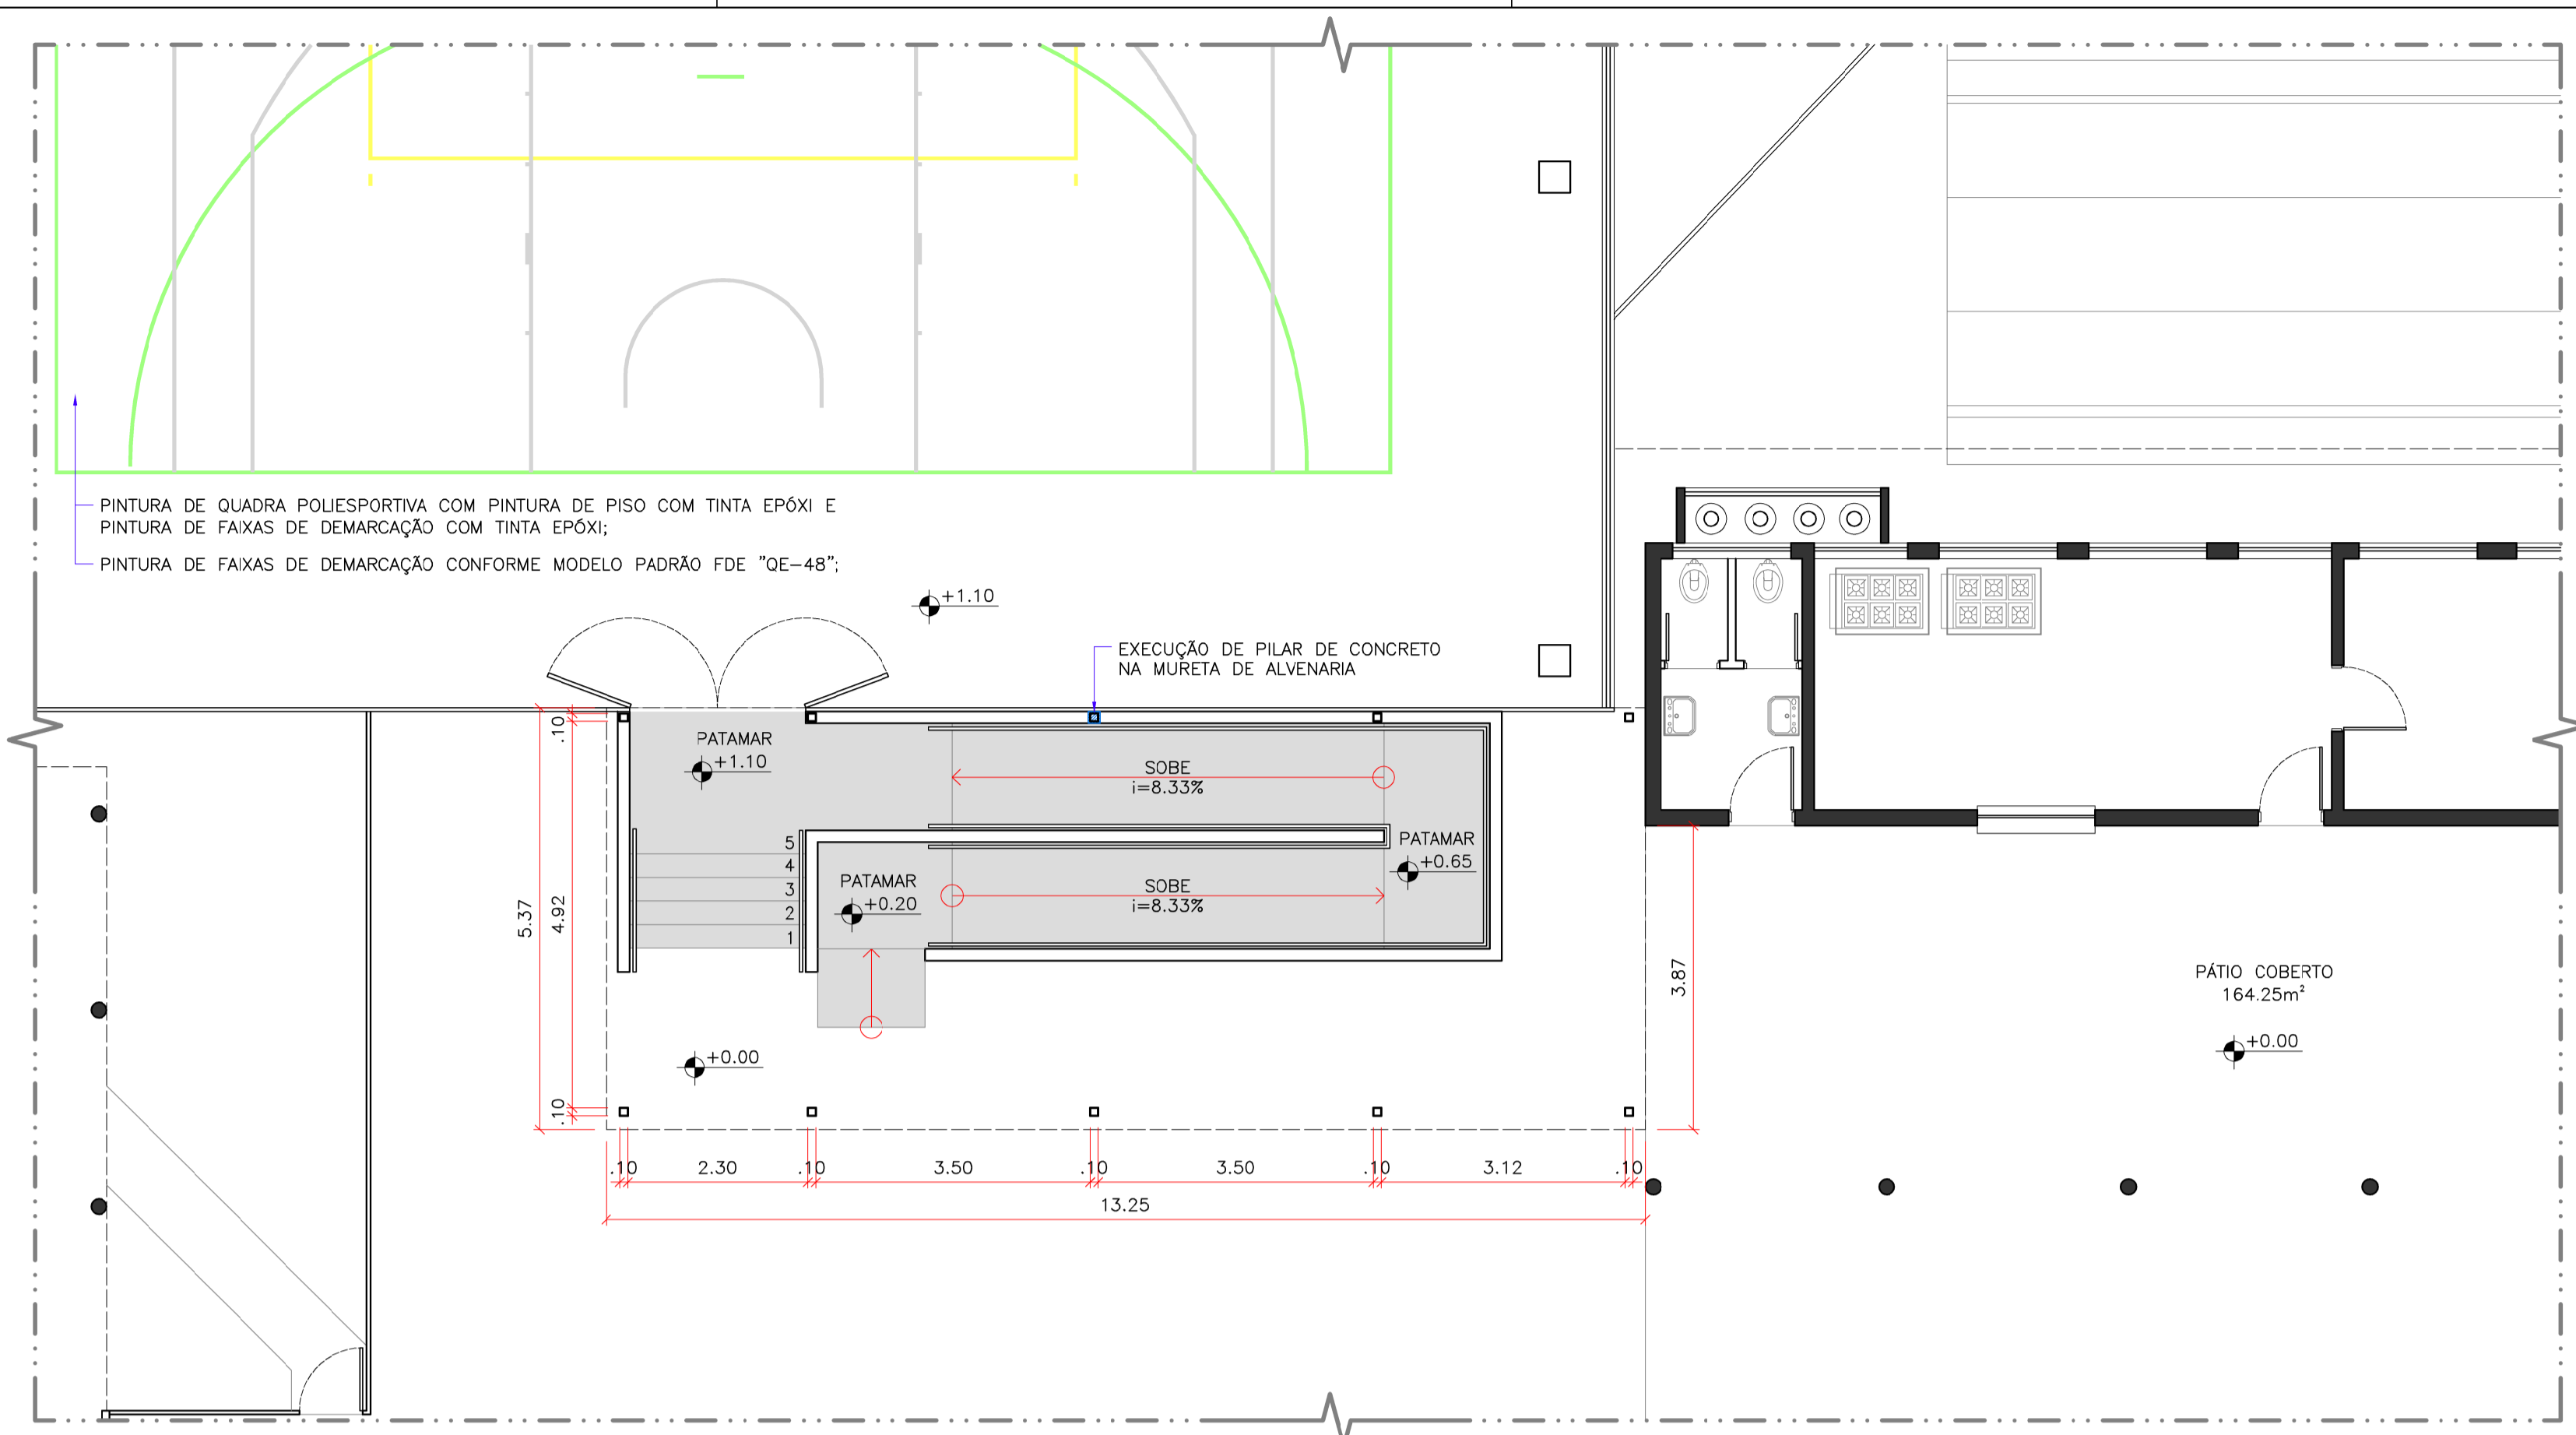 PINTURA DE QUADRA POLIESPORTIVA COM PINTURA DE PISO COM TINTA EPÓXI E
PINTURA DE FAIXAS DE DEMARCAÇÃO COM TINTA EPÓXI;
PINTURA DE FAIXAS DE DEMARCAÇÃO CONFORME MODELO PADRÃO FDE "QE-48";
+1.10
EXECUÇÃO DE PILAR DE CONCRETO
NA MURETA DE ALVENARIA
.10
PATAMAR
+1.10
SOBE
i=8.33%
5
4
3
2
1
PATAMAR
+0.65
PATAMAR
+0.20
SOBE
i=8.33%
5.37
4.92
3.87
PÁTIO COBERTO
164.25m²
+0.00
+0.00
.10
.10 2.30 .10 3.50 .10 3.50 .10 3.12 .10
13.25